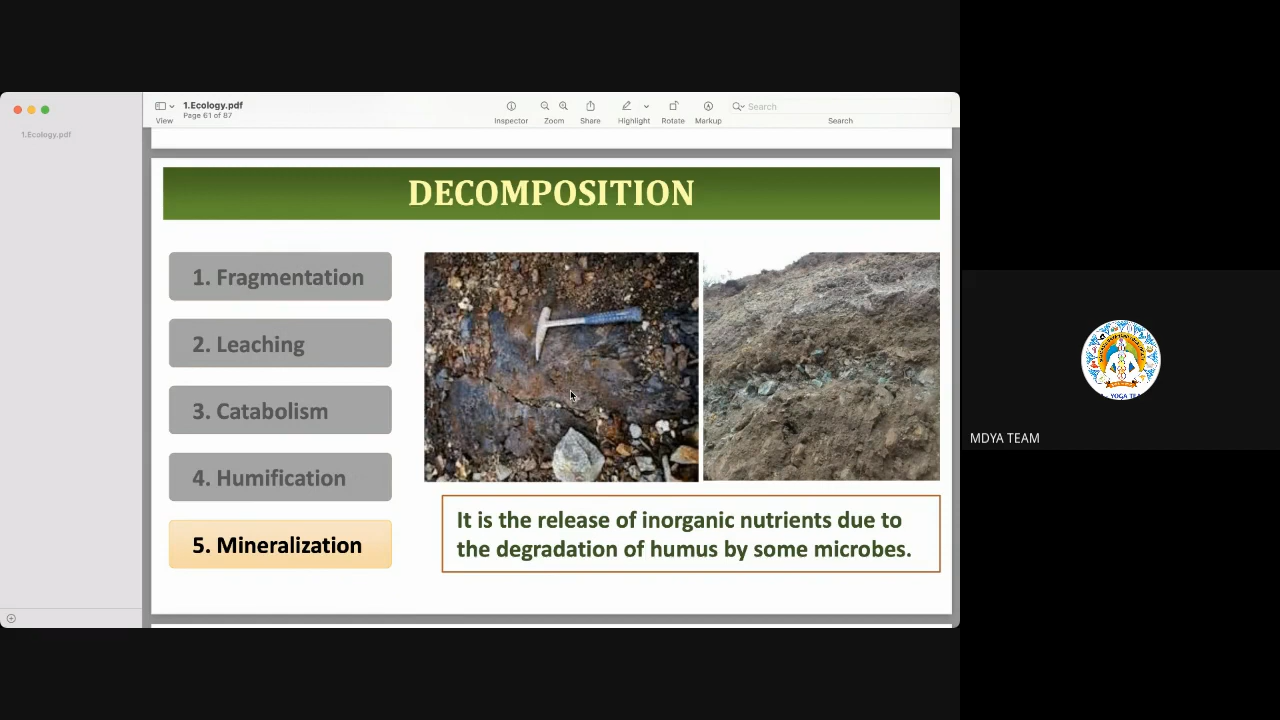 1.Ecology.pdf
Page 61 of 87
Search
View
Inspector
Zoom
Share
Highlight
Rotate
Markup
Search
1.Ecology.pdf
DECOMPOSITION
1. Fragmentation
2. Leaching
3. Catabolism
4. Humification
5. Mineralization
It is the release of inorganic nutrients due to
the degradation of humus by some microbes.
MDYA TEAM